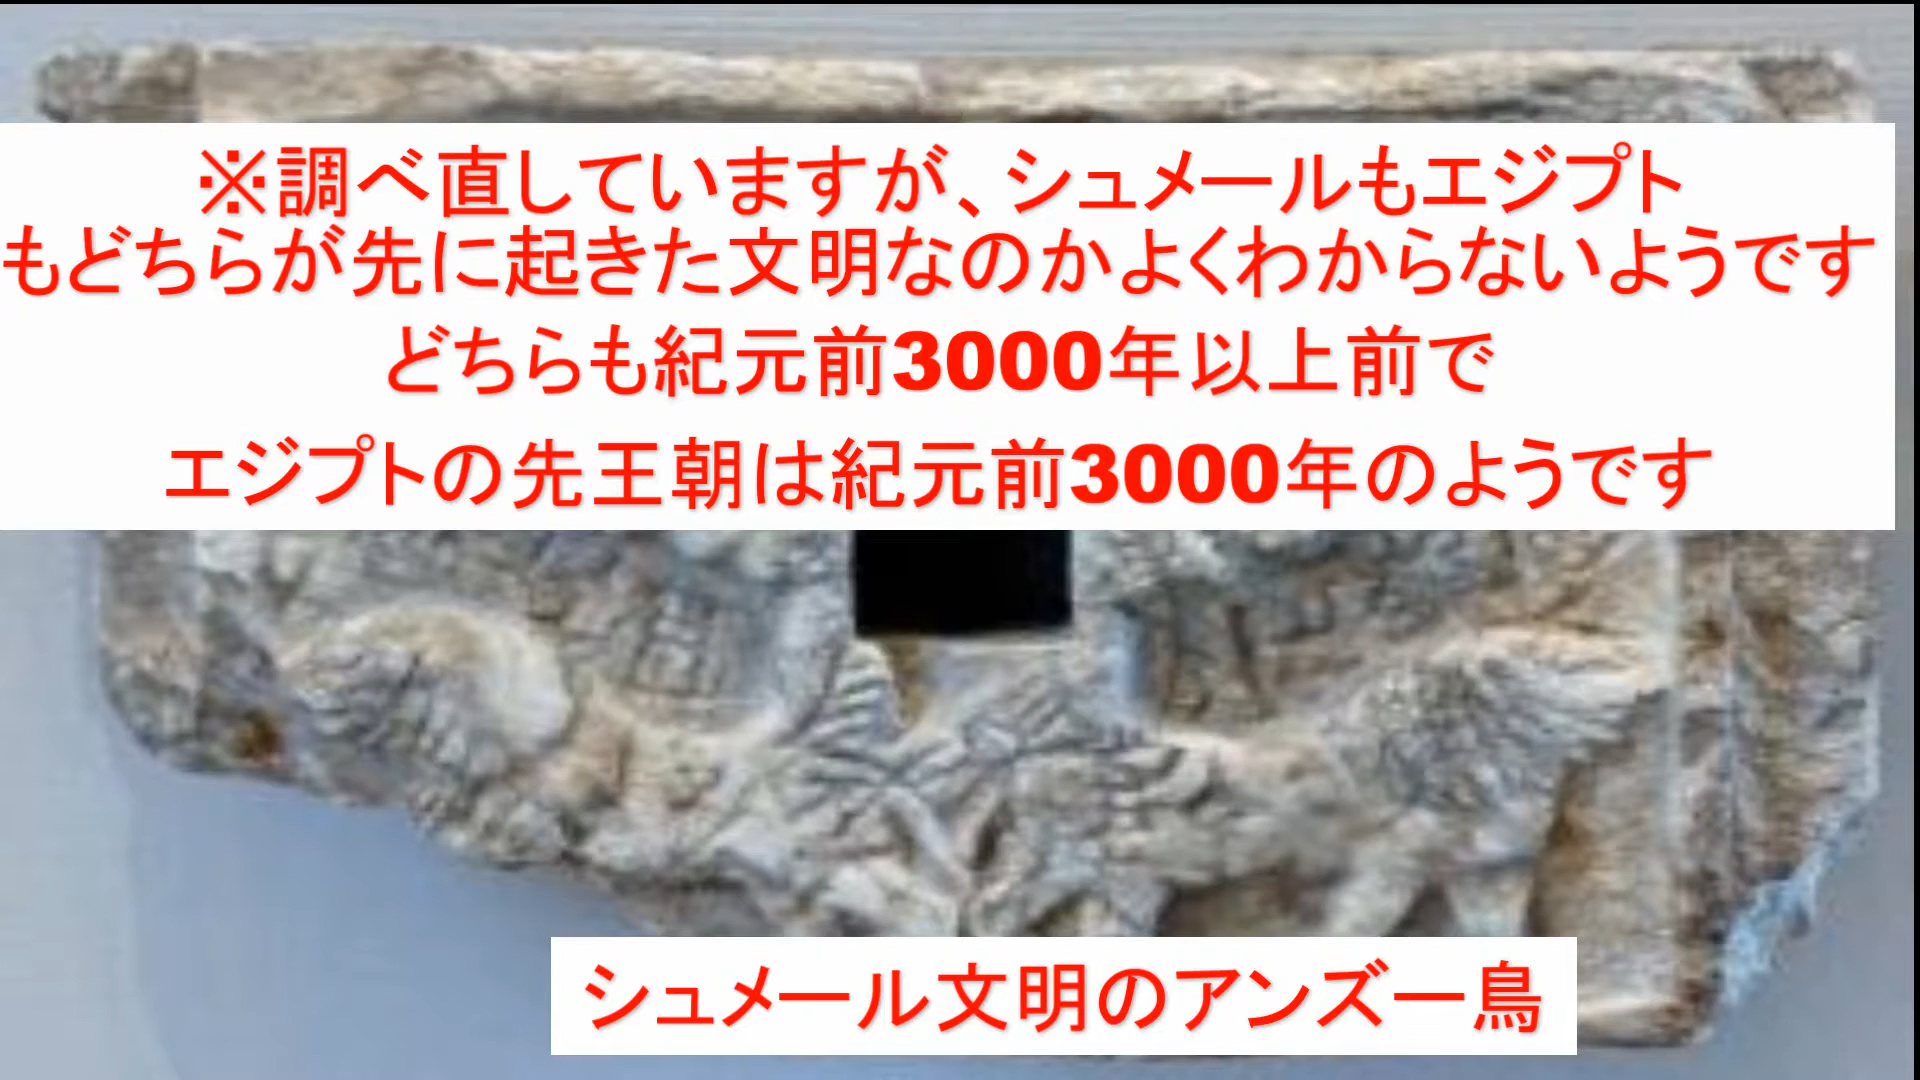 ※調べ直していますが、シュメールもエジプト
もどちらが先に起きた文明なのかよくわからないようです
どちらも紀元前3000年以上前で
エジプトの先王朝は紀元前3000年のようです
シュメール文明のアンズー鳥